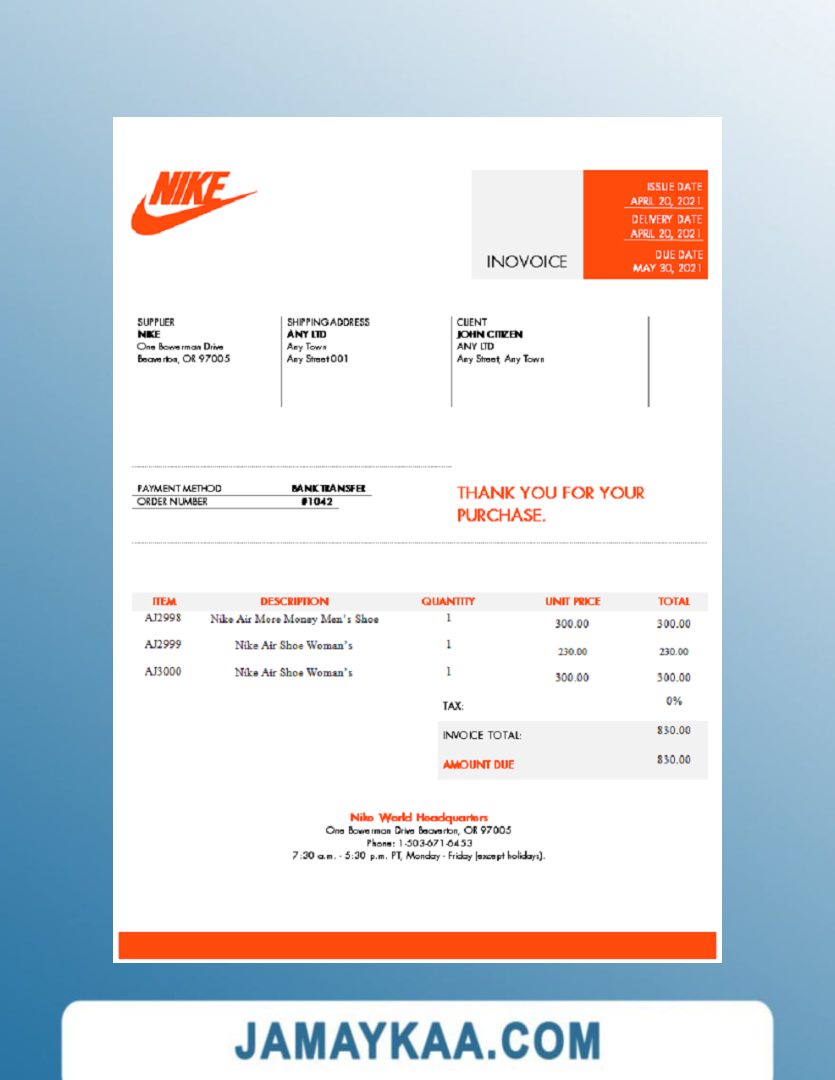 NIKE
ISSUE DATE
APRIL 20, 2021
DELIVERY DATE
APRIL 20, 2021
DUE DATE
MAY 30, 2021
INOVOICE
SUPPLIER
NIKE
One Bowerman Drive
Beaverton, OR 97005
SHIPPING ADDRESS
ANY LTD
Any Town
Any Street 001
CLIENT
JOHN CITIZEN
ANY LTD
Any Street, Any Town
PAYMENT METHOD BANK TRANSFER
ORDER NUMBER #1042
THANK YOU FOR YOUR
PURCHASE.
ITEM DESCRIPTION QUANTITY UNIT PRICE TOTAL
AJ2998 Nike Air More Money Men's Shoe 1 300.00 300.00
AJ2999 Nike Air Shoe Woman's 1 230.00 230.00
AJ3000 Nike Air Shoe Woman's 1 300.00 300.00
TAX: 0%
INVOICE TOTAL: 830.00
AMOUNT DUE 830.00
Nike World Headquarters
One Bowerman Drive Beaverton, OR 97005
Phone: 1-503-671-6453
7:30 a.m. - 5:30 p.m. PT, Monday - Friday (except holidays).
JAMAYKAA.COM